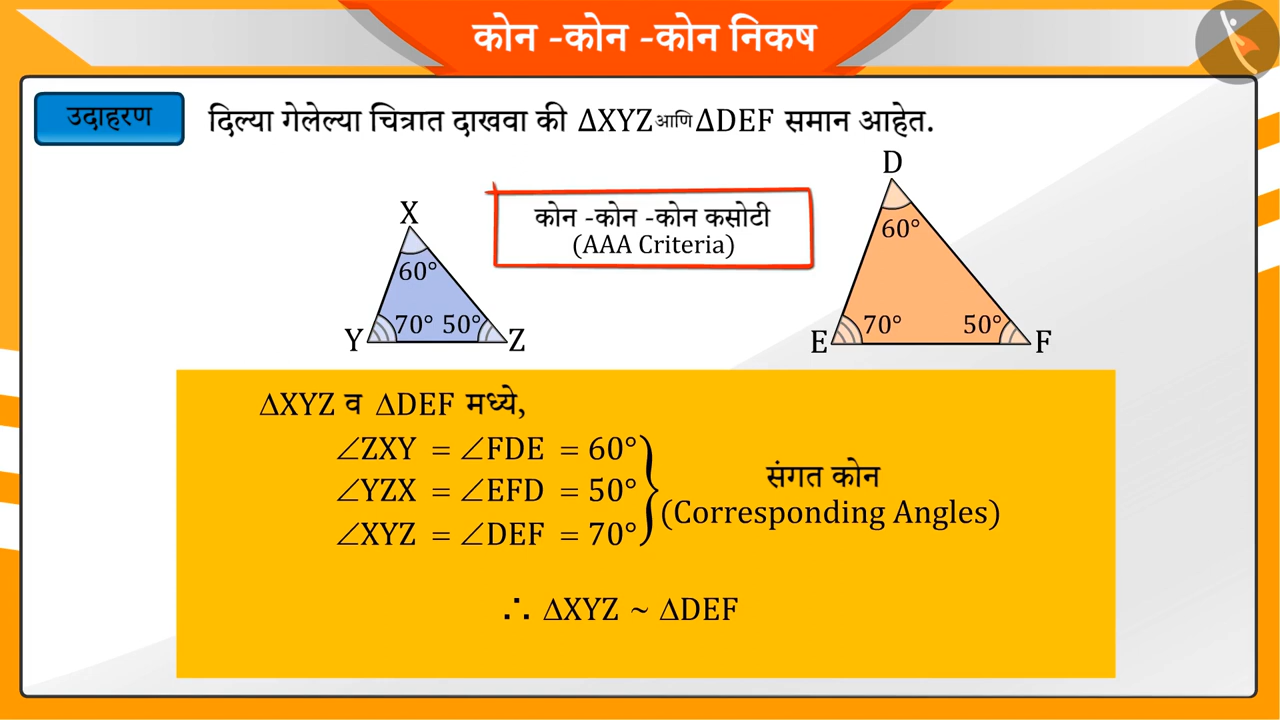 कोन -कोन -कोन निकष
उदाहरण
दिल्या गेलेल्या चित्रात दाखवा की ΔXYZ आणि ΔDEF समान आहेत.
कोन -कोन -कोन कसोटी
(AAA Criteria)
X
60°
Y
70°
50°
Z
D
60°
E
70°
50°
F
ΔXYZ व ΔDEF मध्ये,
∠ZXY = ∠FDE = 60°
∠YZX = ∠EFD = 50°
∠XYZ = ∠DEF = 70°
संगत कोन
(Corresponding Angles)
∴ ΔXYZ ~ ΔDEF